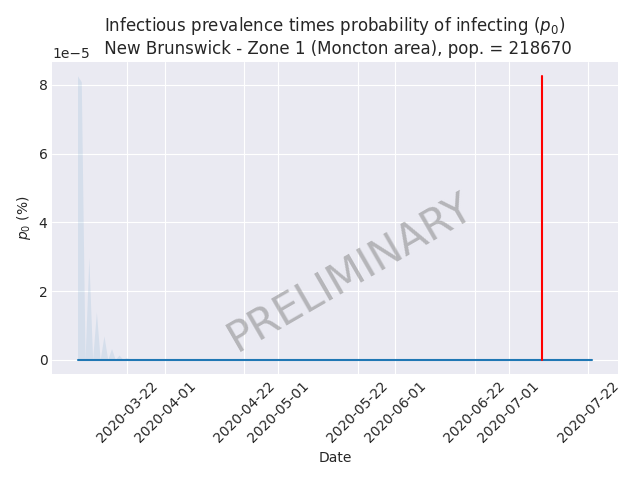 Infectious prevalence times probability of infecting (p₀)
New Brunswick - Zone 1 (Moncton area), pop. = 218670
1e−5
8
6
4
2
0
p₀ (%)
PRELIMINARY
2020-03-22
2020-04-01
2020-04-22
2020-05-01
2020-05-22
2020-06-01
2020-06-22
2020-07-01
2020-07-22
Date